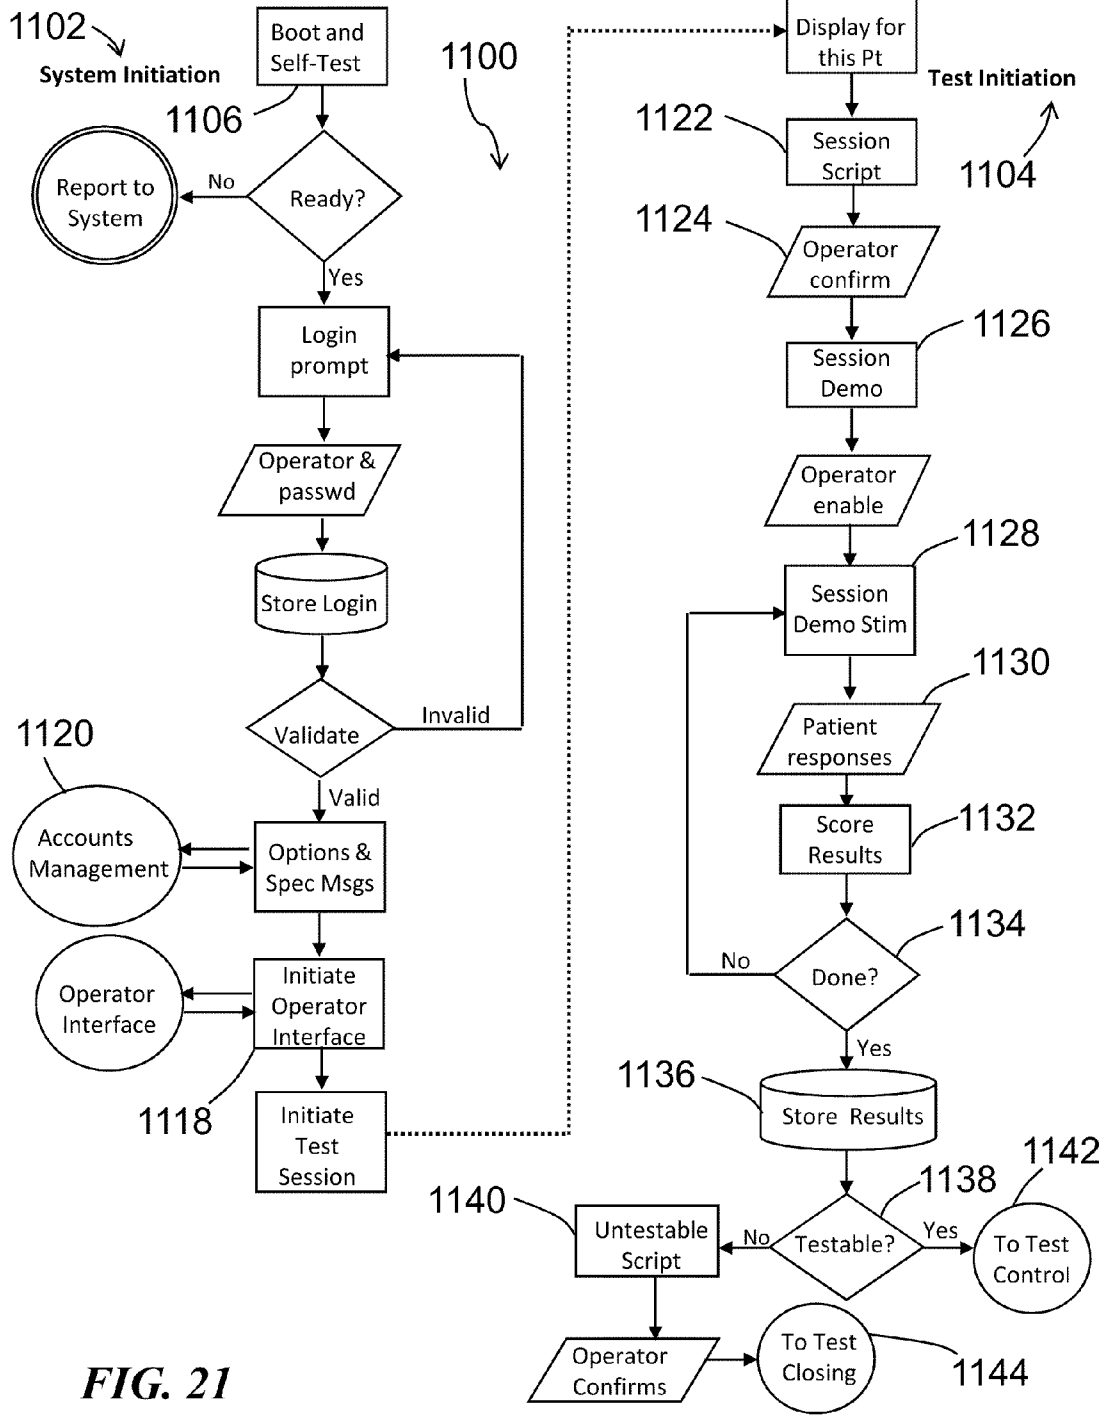 1102
System Initiation
Boot and
Self-Test
1106
1100
Report to
System
No
Ready?
Yes
Login
prompt
Operator &
passwd
Store Login
Validate
Invalid
Valid
1120
Accounts
Management
Options &
Spec Msgs
Operator
Interface
Initiate
Operator
Interface
1118
Initiate
Test
Session
Display for
this Pt
Test Initiation
1104
1122
Session
Script
1124
Operator
confirm
1126
Session
Demo
Operator
enable
1128
Session
Demo Stim
1130
Patient
responses
1132
Score
Results
1134
Done?
No
Yes
1136
Store Results
1138
Testable?
Yes
1142
To Test
Control
No
1140
Untestable
Script
Operator
Confirms
To Test
Closing
1144
FIG. 21